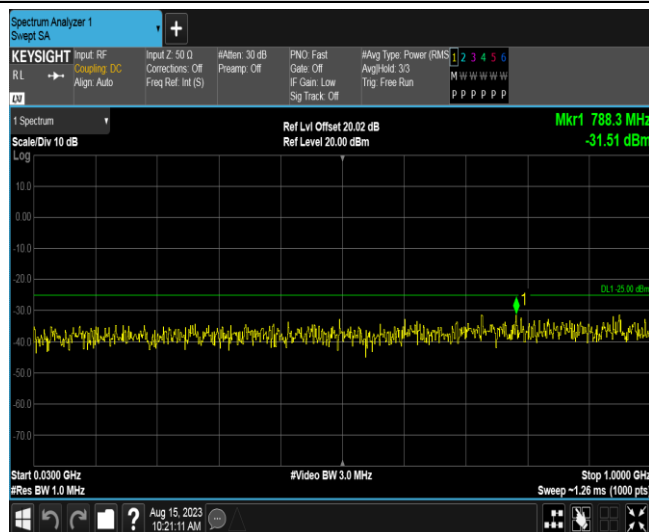 Spectrum Analyzer 1
Swept SA
KEYSIGHT
RL
LXI
Input: RF
Coupling: DC
Align: Auto
Input Z: 50 Ω
Corrections: Off
Freq Ref: Int (S)
#Atten: 30 dB
Preamp: Off
PNO: Fast
Gate: Off
IF Gain: Low
Sig Track: Off
#Avg Type: Power (RMS
Avg|Hold: 3/3
Trig: Free Run
1 2 3 4 5 6
M W W W W W
P P P P P P
1 Spectrum
Scale/Div 10 dB
Ref Lvl Offset 20.02 dB
Ref Level 20.00 dBm
Mkr1 788.3 MHz
-31.51 dBm
Log
10.0
0.00
-10.0
-20.0
DL1 -25.00 dBm
1
-30.0
-40.0
-50.0
-60.0
-70.0
Start 0.0300 GHz
#Res BW 1.0 MHz
#Video BW 3.0 MHz
Stop 1.0000 GHz
Sweep ~1.26 ms (1000 pts)
?
Aug 15, 2023
10:21:11 AM